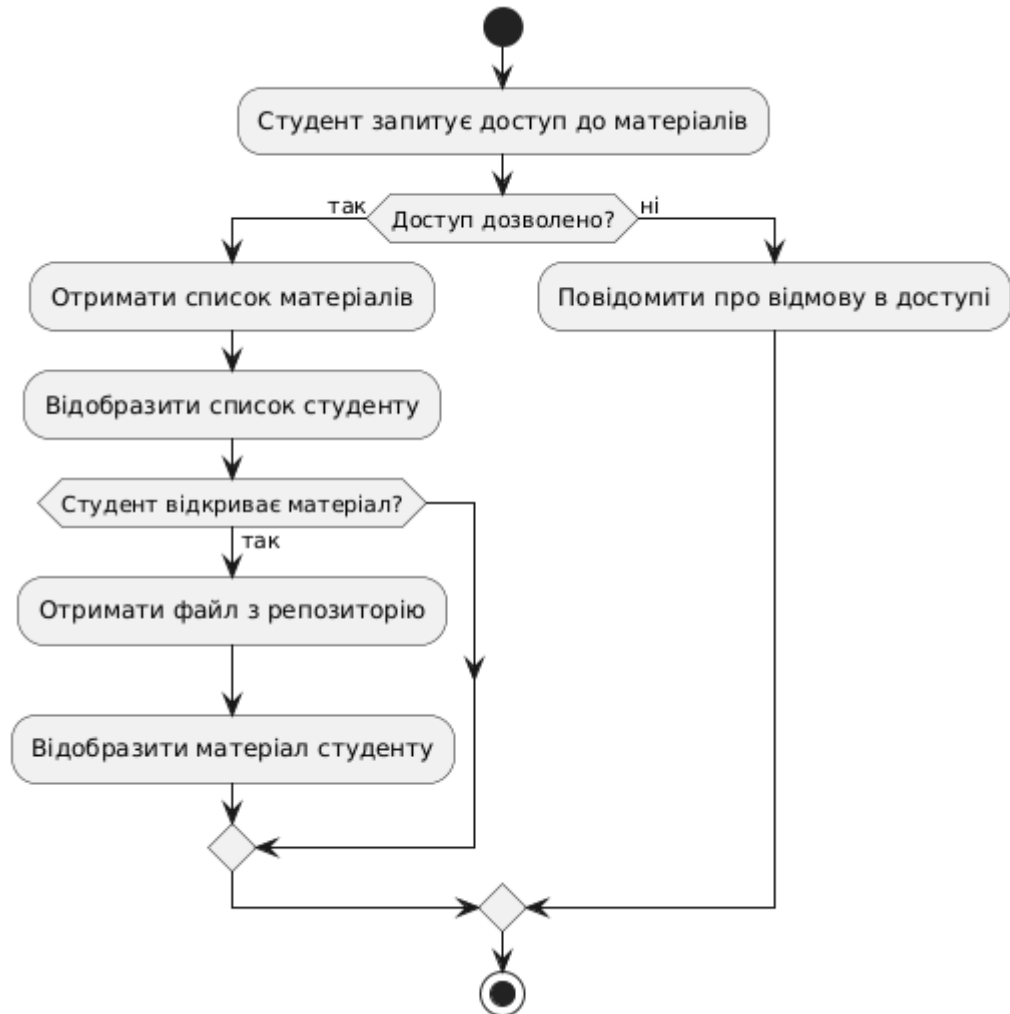 Студент запитує доступ до матеріалів
так
Доступ дозволено?
ні
Отримати список матеріалів
Повідомити про відмову в доступі
Відобразити список студенту
Студент відкриває матеріал?
так
Отримати файл з репозиторію
Відобразити матеріал студенту